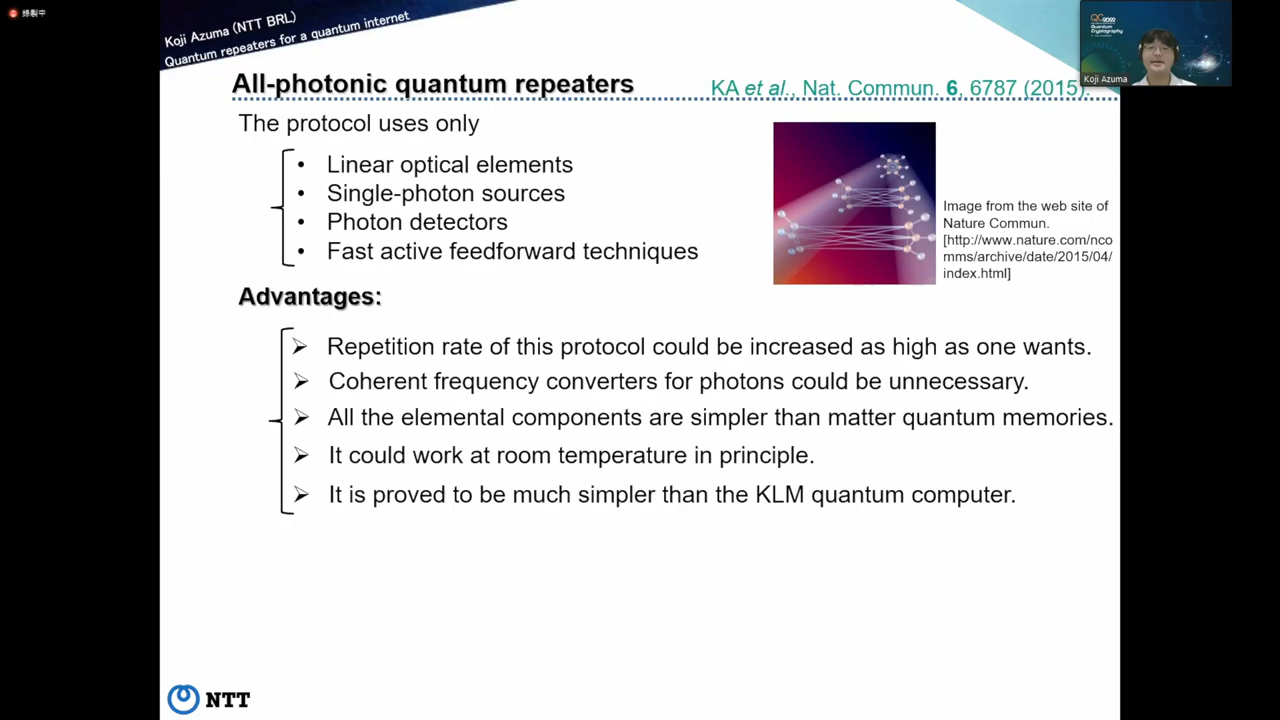 錄製中
Koji Azuma (NTT BRL)
Quantum repeaters for a quantum internet
All-photonic quantum repeaters
KA et al., Nat. Commun. 6, 6787 (2015).
The protocol uses only
• Linear optical elements
• Single-photon sources
• Photon detectors
• Fast active feedforward techniques
Image from the web site of
Nature Commun.
[http://www.nature.com/nco
mms/archive/date/2015/04/
index.html]
Advantages:
➢ Repetition rate of this protocol could be increased as high as one wants.
➢ Coherent frequency converters for photons could be unnecessary.
➢ All the elemental components are simpler than matter quantum memories.
➢ It could work at room temperature in principle.
➢ It is proved to be much simpler than the KLM quantum computer.
NTT
Quantum
Cryptography
Koji Azuma